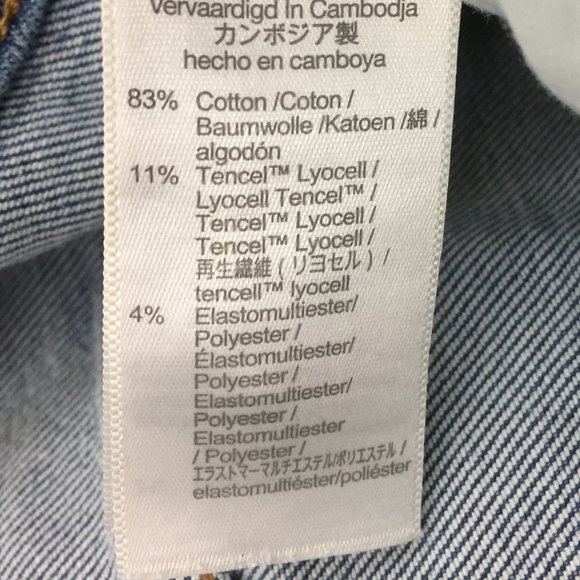 Vervaardigd In Cambodja
カンボジア製
hecho en camboya
83% Cotton /Coton /
Baumwolle /Katoen /綿 /
algodón
11% Tencel™ Lyocell /
Lyocell Tencel™ /
Tencel™ Lyocell /
Tencel™ Lyocell /
再生繊維 ( リヨセル ) /
tencell™ lyocell
4% Elastomultiester/
Polyester /
Élastomultiester/
Polyester /
Elastomultiester/
Polyester /
Elastomultiester
/ Polyester /
エラストマーマルチエステル/ポリエステル /
elastomultiéster/poliéster